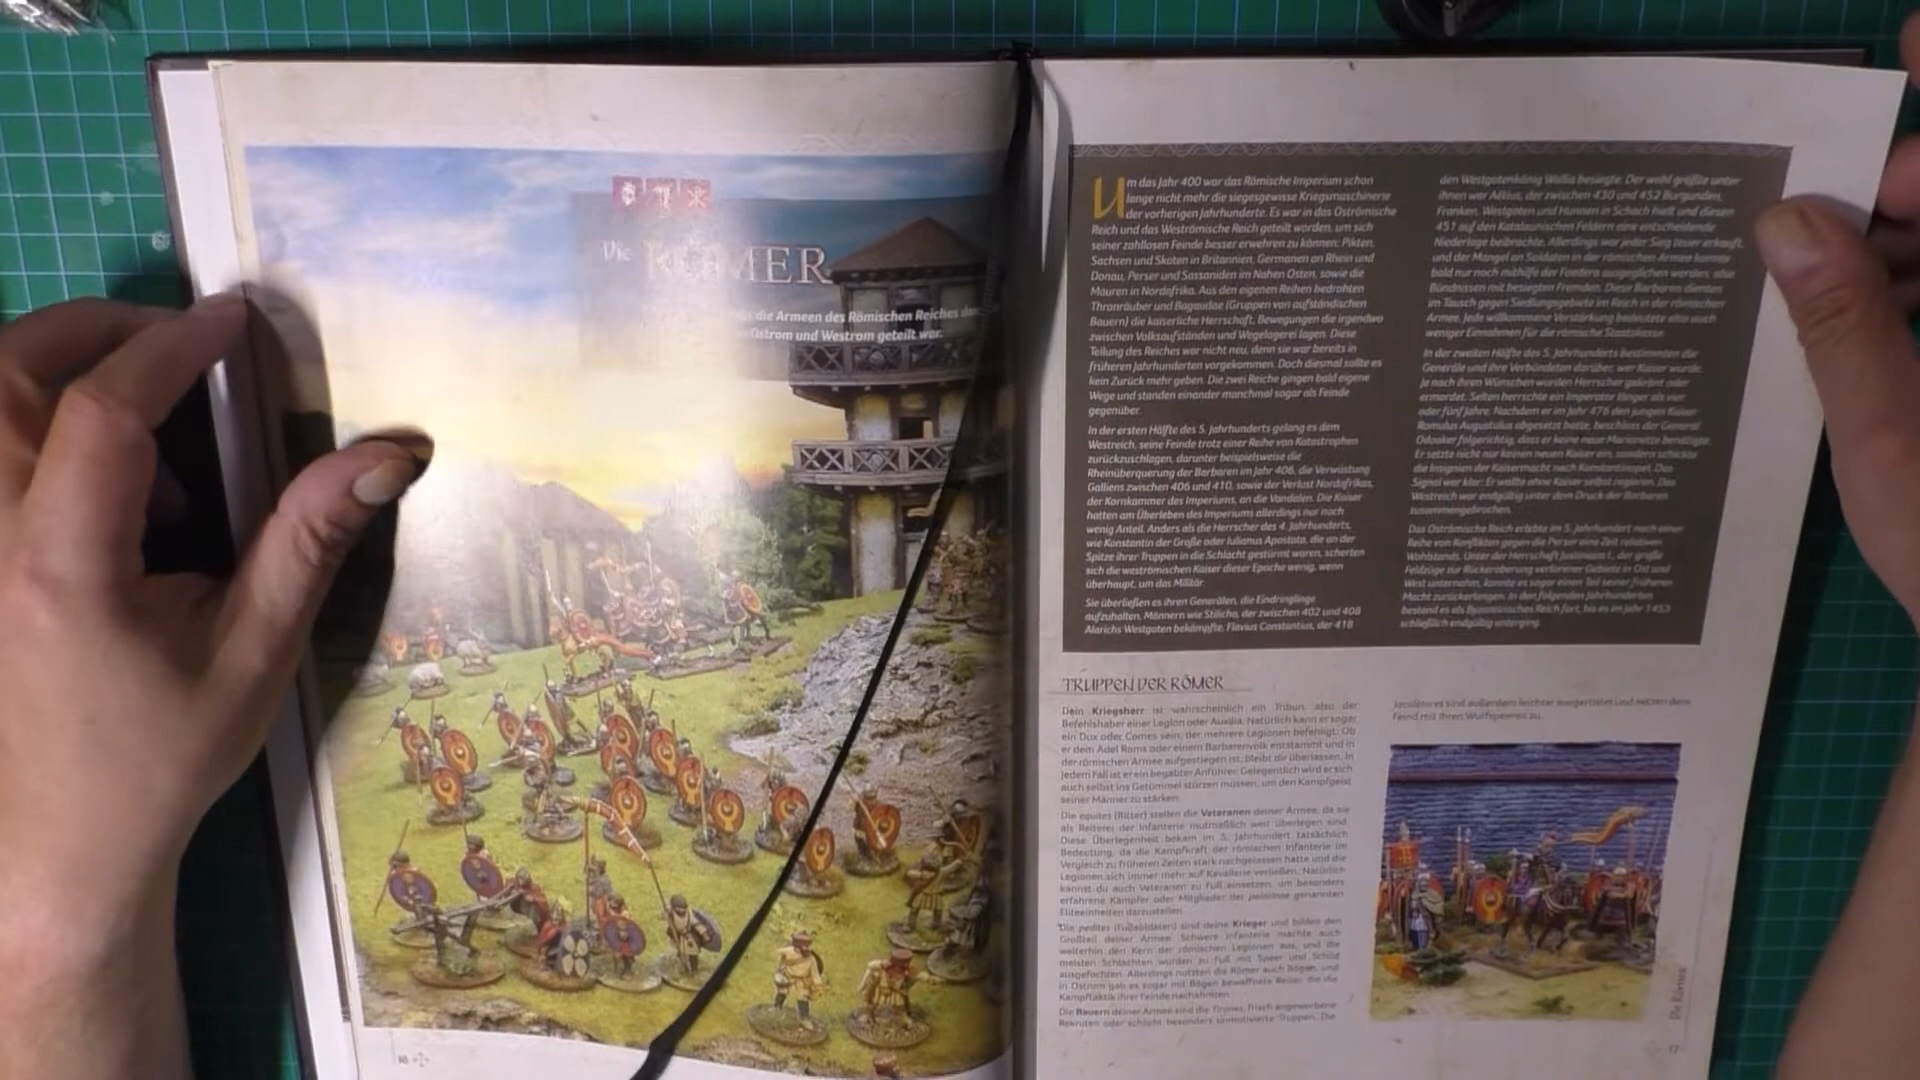 Die RÖMER
die Armeen des Römischen Reiches
Ostrom und Westrom geteilt war.
16
Um das Jahr 400 war das Römische Imperium schon
lange nicht mehr die siegesgewisse Kriegsmaschinerie
der vorherigen Jahrhunderte. Es war in das Oströmische
Reich und das Weströmische Reich geteilt worden, um sich
seiner zahllosen Feinde besser erwehren zu können: Pikten,
Sachsen und Skoten in Britannien, Germanen an Rhein und
Donau, Perser und Sassaniden im Nahen Osten, sowie die
Mauren in Nordafrika. Aus den eigenen Reihen bedrohten
Thronräuber und Bagaudae (Gruppen von aufständischen
Bauern) die kaiserliche Herrschaft, Bewegungen die irgendwo
zwischen Volksaufständen und Wegelagerei lagen. Diese
Teilung des Reiches war nicht neu, denn sie war bereits in
früheren Jahrhunderten vorgekommen. Doch diesmal sollte es
kein Zurück mehr geben. Die zwei Reiche gingen bald eigene
Wege und standen einander manchmal sogar als Feinde
gegenüber.
In der ersten Hälfte des 5. Jahrhunderts gelang es dem
Westreich, seine Feinde trotz einer Reihe von Katastrophen
zurückzuschlagen, darunter beispielsweise die
Rheinüberquerung der Barbaren im Jahr 406, die Verwüstung
Galliens zwischen 406 und 410, sowie der Verlust Nordafrikas,
der Kornkammer des Imperiums, an die Vandalen. Die Kaiser
hatten am Überleben des Imperiums allerdings nur noch
wenig Anteil. Anders als die Herrscher des 4. Jahrhunderts,
wie Konstantin der Große oder Iulianus Apostata, die an der
Spitze ihrer Truppen in die Schlacht gestürmt waren, scherten
sich die weströmischen Kaiser dieser Epoche wenig, wenn
überhaupt, um das Militär.
Sie überließen es ihren Generälen, die Eindringlinge
aufzuhalten, Männern wie Stilicho, der zwischen 402 und 408
Alarichs Westgoten bekämpfte, Flavius Constantius, der 418
den Westgotenkönig Wallia besiegte. Der wohl größte unter
ihnen war Aëtius, der zwischen 430 und 452 Burgunden,
Franken, Westgoten und Hunnen in Schach hielt und diesen
451 auf den Katalaunischen Feldern eine entscheidende
Niederlage beibrachte. Allerdings war jeder Sieg teuer erkauft,
und der Mangel an Soldaten in der römischen Armee konnte
bald nur noch mithilfe der Foedera ausgeglichen werden, also
Bündnissen mit besiegten Fremden. Diese Barbaren dienten
im Tausch gegen Siedlungsgebiete im Reich in der römischen
Armee. Jede willkommene Verstärkung bedeutete also auch
weniger Einnahmen für die römische Staatskasse.
In der zweiten Hälfte des 5. Jahrhunderts bestimmten die
Generäle und ihre Verbündeten darüber, wer Kaiser wurde.
Je nach ihren Wünschen wurden Herrscher gekrönt oder
ermordet. Selten herrschte ein Imperator länger als vier
oder fünf Jahre. Nachdem er im Jahr 476 den jungen Kaiser
Romulus Augustulus abgesetzt hatte, beschloss der General
Odoaker folgerichtig, dass er keine neue Marionette benötigte.
Er setzte nicht nur keinen neuen Kaiser ein, sondern schickte
die Insignien der Kaisermacht nach Konstantinopel. Das
Signal war klar: Er wollte ohne Kaiser selbst regieren. Das
Westreich war endgültig unter dem Druck der Barbaren
zusammengebrochen.
Das Oströmische Reich erlebte im 5. Jahrhundert nach einer
Reihe von Konflikten gegen die Perser eine Zeit relativen
Wohlstands. Unter der Herrschaft Justinians I., der große
Feldzüge zur Rückeroberung verlorener Gebiete in Ost und
West unternahm, konnte es sogar einen Teil seiner früheren
Macht zurückerlangen. In den folgenden Jahrhunderten
bestand es als Byzantinisches Reich fort, bis es im Jahr 1453
schließlich endgültig unterging.
TRUPPEN DER RÖMER
Dein Kriegsherr ist wahrscheinlich ein Tribun, also der
Befehlshaber einer Legion oder Auxilia. Natürlich kann er sogar
ein Dux oder Comes sein, der mehrere Legionen befehligt. Ob
er dem Adel Roms oder einem Barbarenvolk entstammt und in
der römischen Armee aufgestiegen ist, bleibt dir überlassen. In
jedem Fall ist er ein begabter Anführer. Gelegentlich wird er sich
auch selbst ins Getümmel stürzen müssen, um den Kampfgeist
seiner Männer zu stärken.
Die equites (Ritter) stellen die Veteranen deiner Armee, da sie
als Reiterei der Infanterie mutmaßlich weit überlegen sind.
Diese Überlegenheit bekam im 5. Jahrhundert tatsächlich
Bedeutung, da die Kampfkraft der römischen Infanterie im
Vergleich zu früheren Zeiten stark nachgelassen hatte und die
Legionen sich immer mehr auf Kavallerie verließen. Natürlich
kannst du auch Veteranen zu Fuß einsetzen, um besonders
erfahrene Kämpfer oder Mitglieder der palatinae genannten
Eliteeinheiten darzustellen.
Die pedites (Fußsoldaten) sind deine Krieger und bilden den
Großteil deiner Armee. Schwere Infanterie machte auch
weiterhin den Kern der römischen Legionen aus, und die
meisten Schlachten wurden zu Fuß mit Speer und Schild
ausgefochten. Allerdings nutzten die Römer auch Bögen, und
in Ostrom gab es sogar mit Bögen bewaffnete Reiter, die die
Kampftaktik ihrer Feinde nachahmten.
Die Bauern deiner Armee sind die Tirones, frisch angeworbene
Rekruten oder schlicht besonders unmotivierte Truppen. Die
Iaculatores sind außerdem leichter ausgerüstet und setzen dem
Feind mit ihren Wurfspeeren zu.
Die Römer
17